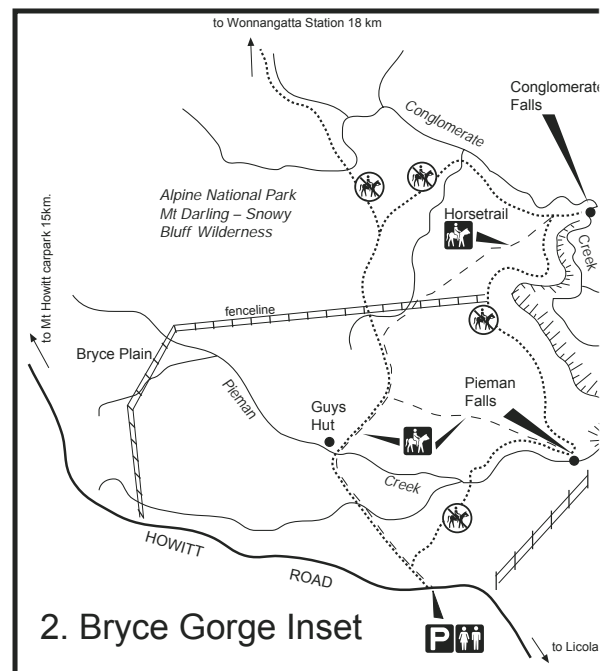 to Wonnangatta Station 18 km
Conglomerate
Falls
Conglomerate
Alpine National Park
Mt Darling – Snowy
Bluff Wilderness
Horsetrail
Creek
to Mt Howitt carpark 15km.
fenceline
Bryce Plain
Pieman
Guys
Hut
Pieman
Falls
Creek
HOWITT
ROAD
2. Bryce Gorge Inset
P
to Licola